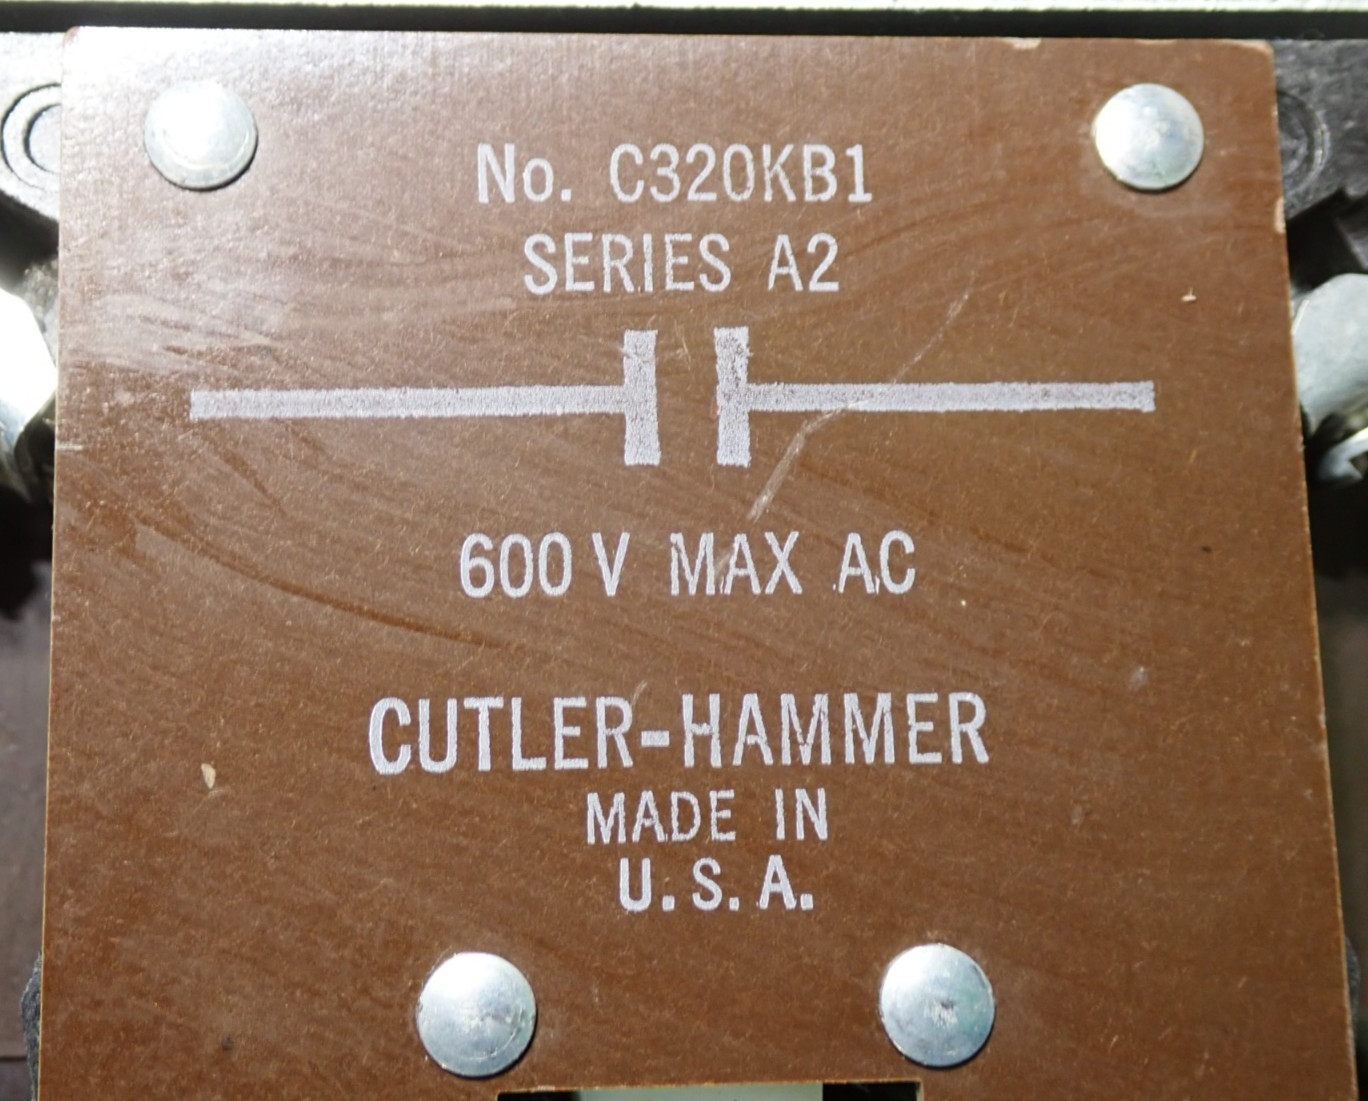 No. C320KB1
SERIES A2
600 V MAX AC
CUTLER-HAMMER
MADE IN
U.S.A.